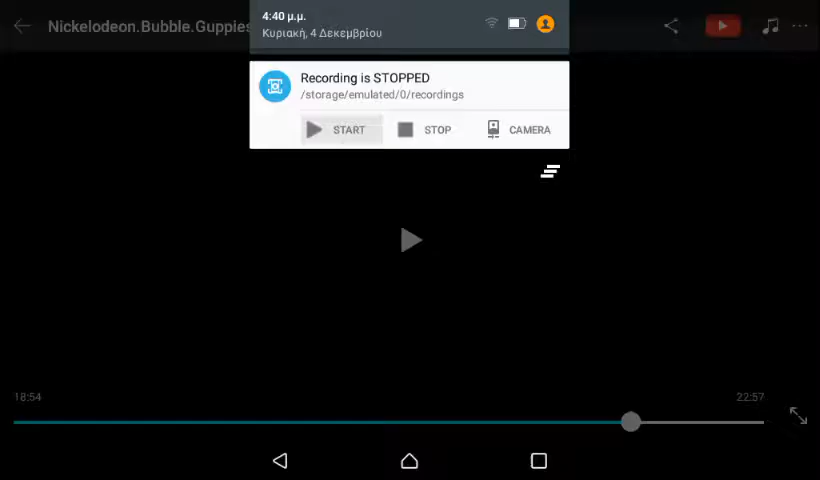 4:40 μ.μ.
Κυριακή, 4 Δεκεμβρίου
Nickelodeon.Bubble.Guppies
Recording is STOPPED
/storage/emulated/0/recordings
START
STOP
CAMERA
18:54
22:57